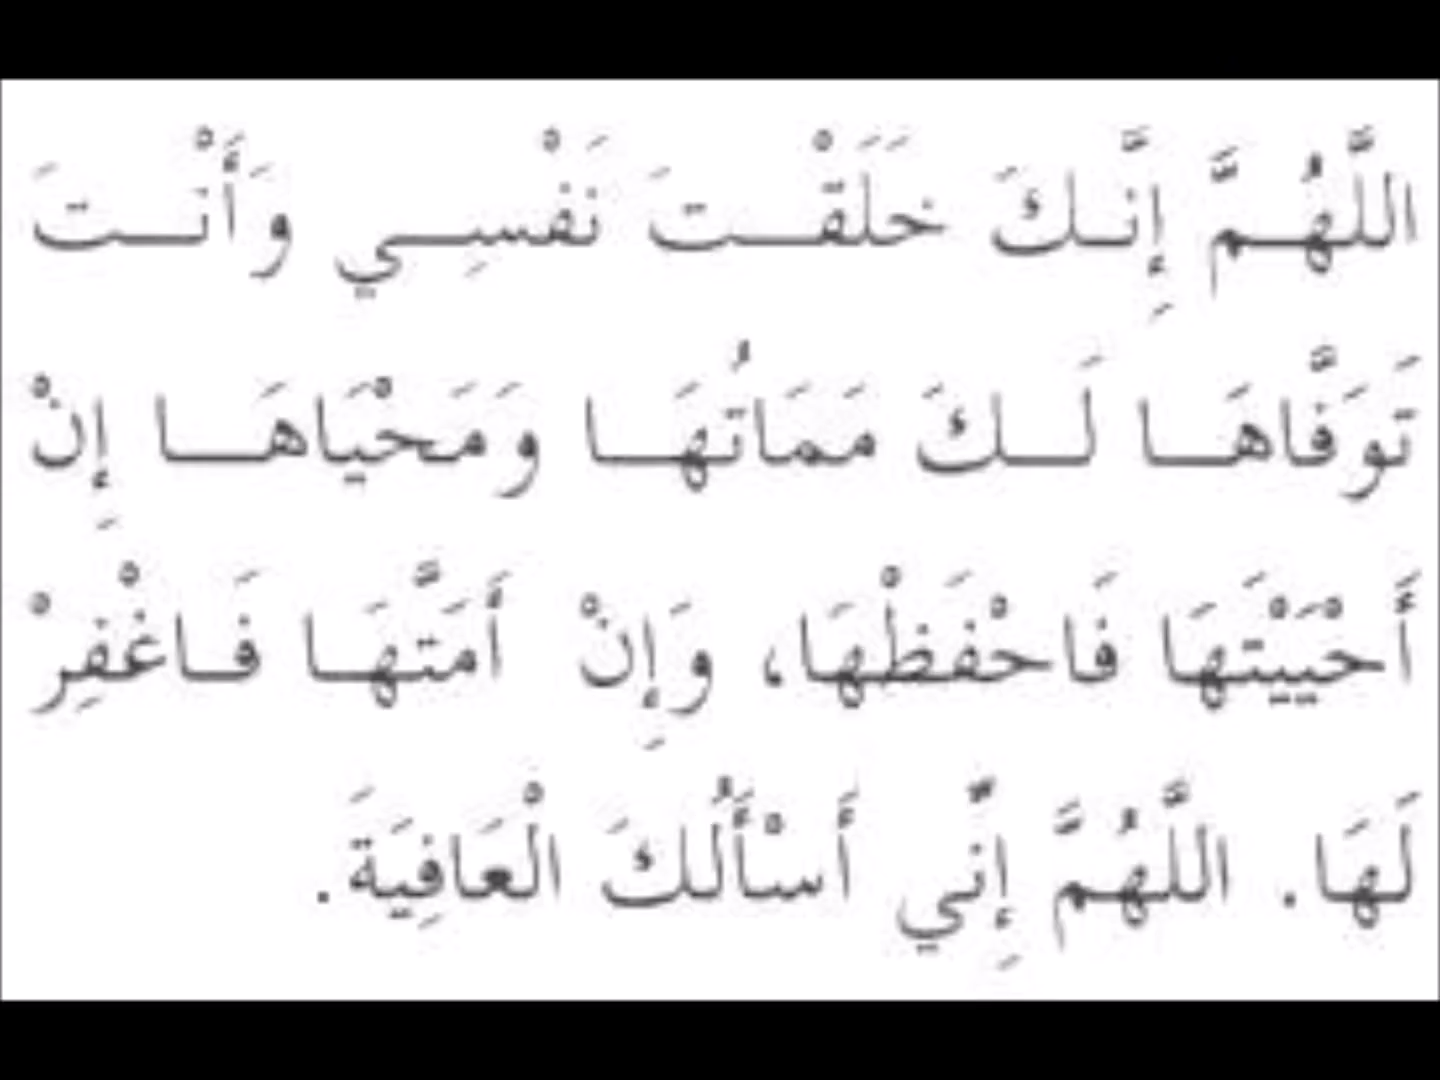 اللَّهُمَّ إِنَّكَ خَلَقْتَ نَفْسِي وَأَنْتَ
تَوَفَّاهَا لَكَ مَمَاتُهَا وَمَحْيَاهَا إِنْ
أَحْيَيْتَهَا فَاحْفَظْهَا، وَإِنْ أَمَتَّهَا فَاغْفِرْ
لَهَا. اللَّهُمَّ إِنِّي أَسْأَلُكَ الْعَافِيَةَ.